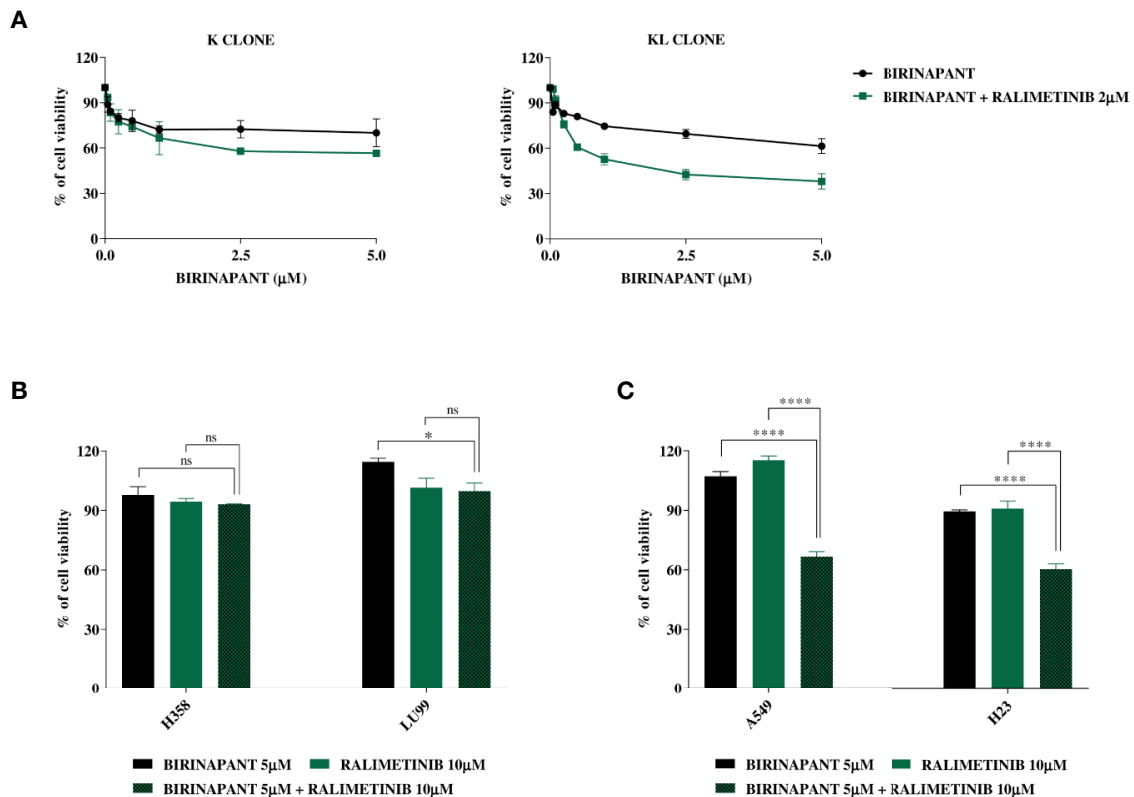 A
K CLONE
120
90
60
30
0
% of cell viability
0.0 2.5 5.0
BIRINAPANT (µM)
KL CLONE
120
90
60
30
0
% of cell viability
0.0 2.5 5.0
BIRINAPANT (µM)
BIRINAPANT
BIRINAPANT + RALIMETINIB 2µM
B
120
90
60
30
0
% of cell viability
ns
ns
ns
*
H358 LU99
BIRINAPANT 5µM RALIMETINIB 10µM
BIRINAPANT 5µM + RALIMETINIB 10µM
C
120
90
60
30
0
% of cell viability
****
****
****
****
A549 H23
BIRINAPANT 5µM RALIMETINIB 10µM
BIRINAPANT 5µM + RALIMETINIB 10µM